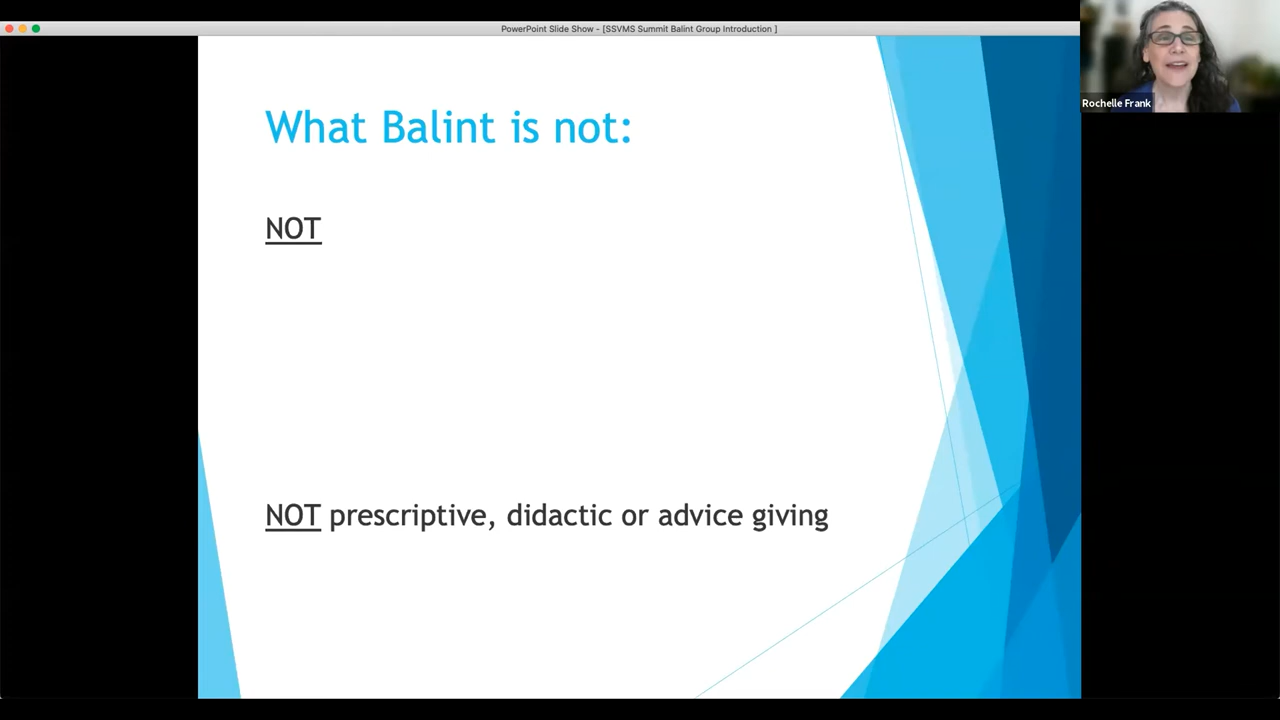 PowerPoint Slide Show - [SSVMS Summit Balint Group Introduction ]
Rochelle Frank
What Balint is not:
NOT
NOT prescriptive, didactic or advice giving